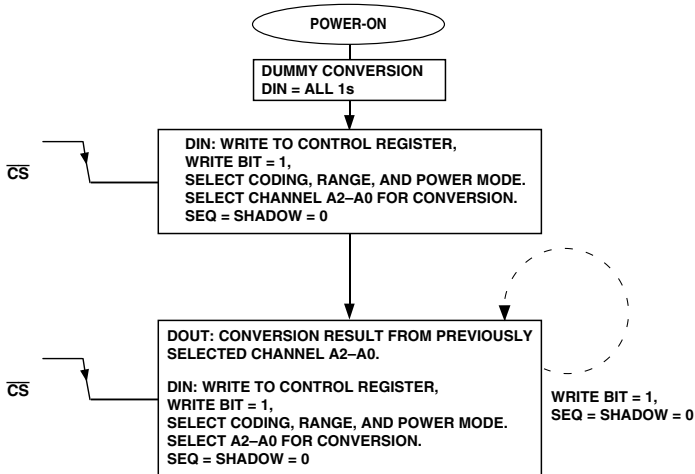 POWER-ON
DUMMY CONVERSION
DIN = ALL 1s
CS
DIN: WRITE TO CONTROL REGISTER,
WRITE BIT = 1,
SELECT CODING, RANGE, AND POWER MODE.
SELECT CHANNEL A2–A0 FOR CONVERSION.
SEQ = SHADOW = 0
CS
DOUT: CONVERSION RESULT FROM PREVIOUSLY
SELECTED CHANNEL A2–A0.
DIN: WRITE TO CONTROL REGISTER,
WRITE BIT = 1,
SELECT CODING, RANGE, AND POWER MODE.
SELECT A2–A0 FOR CONVERSION.
SEQ = SHADOW = 0
WRITE BIT = 1,
SEQ = SHADOW = 0